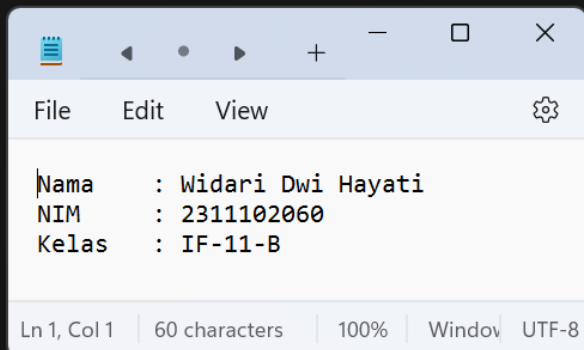 File Edit View
Nama    : Widari Dwi Hayati
NIM     : 2311102060
Kelas   : IF-11-B
Ln 1, Col 1 60 characters 100% Window UTF-8